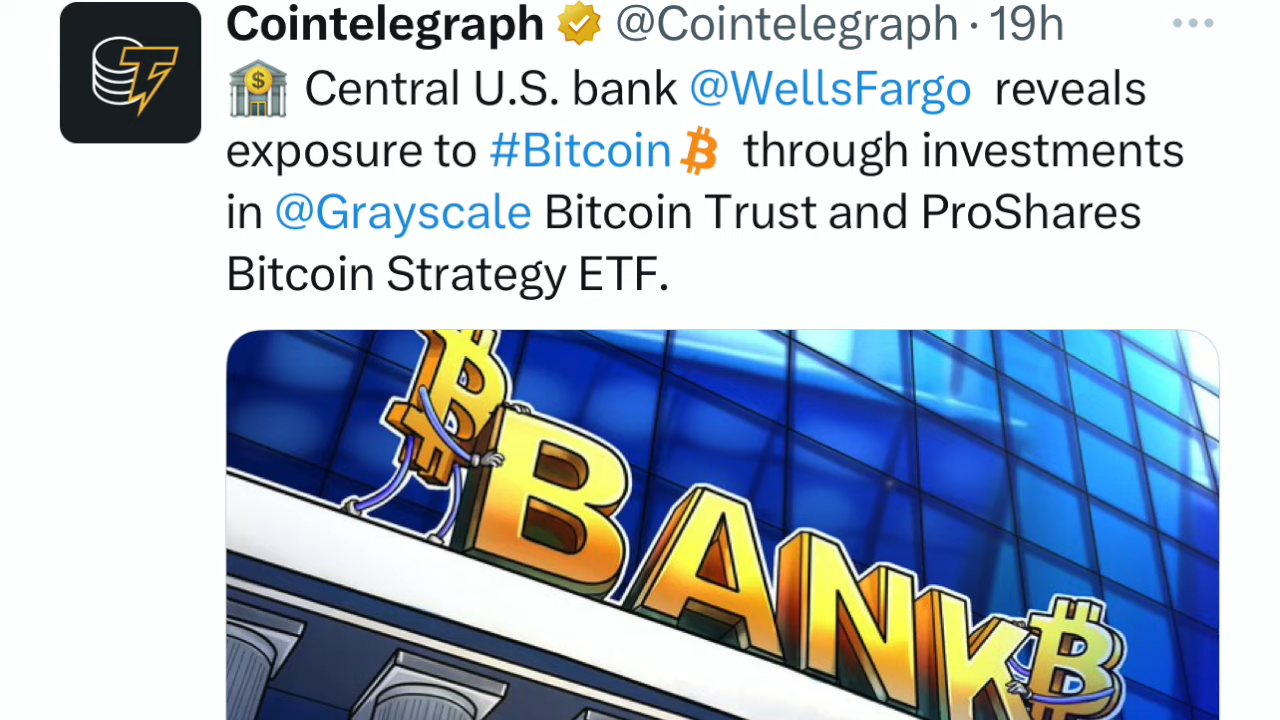 Cointelegraph @Cointelegraph · 19h
Central U.S. bank @WellsFargo reveals
exposure to #Bitcoin through investments
in @Grayscale Bitcoin Trust and ProShares
Bitcoin Strategy ETF.
BANK